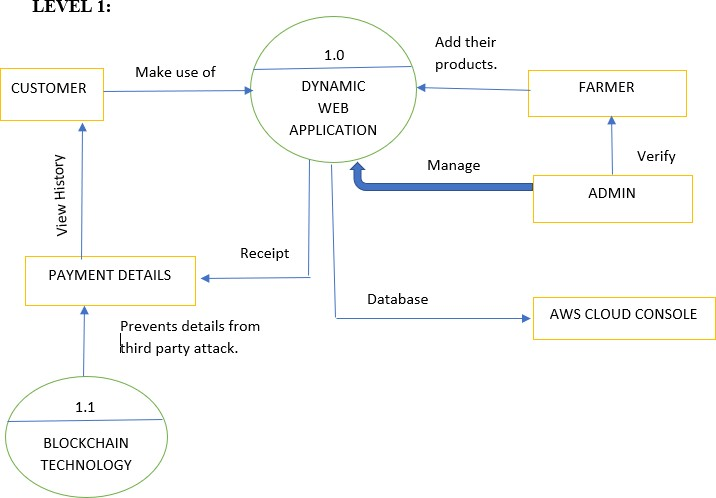 LEVEL 1:
1.0
DYNAMIC
WEB
APPLICATION
Add their
products.
Make use of
CUSTOMER
FARMER
Manage
Verify
ADMIN
View History
Receipt
PAYMENT DETAILS
Database
AWS CLOUD CONSOLE
Prevents details from
third party attack.
1.1
BLOCKCHAIN
TECHNOLOGY